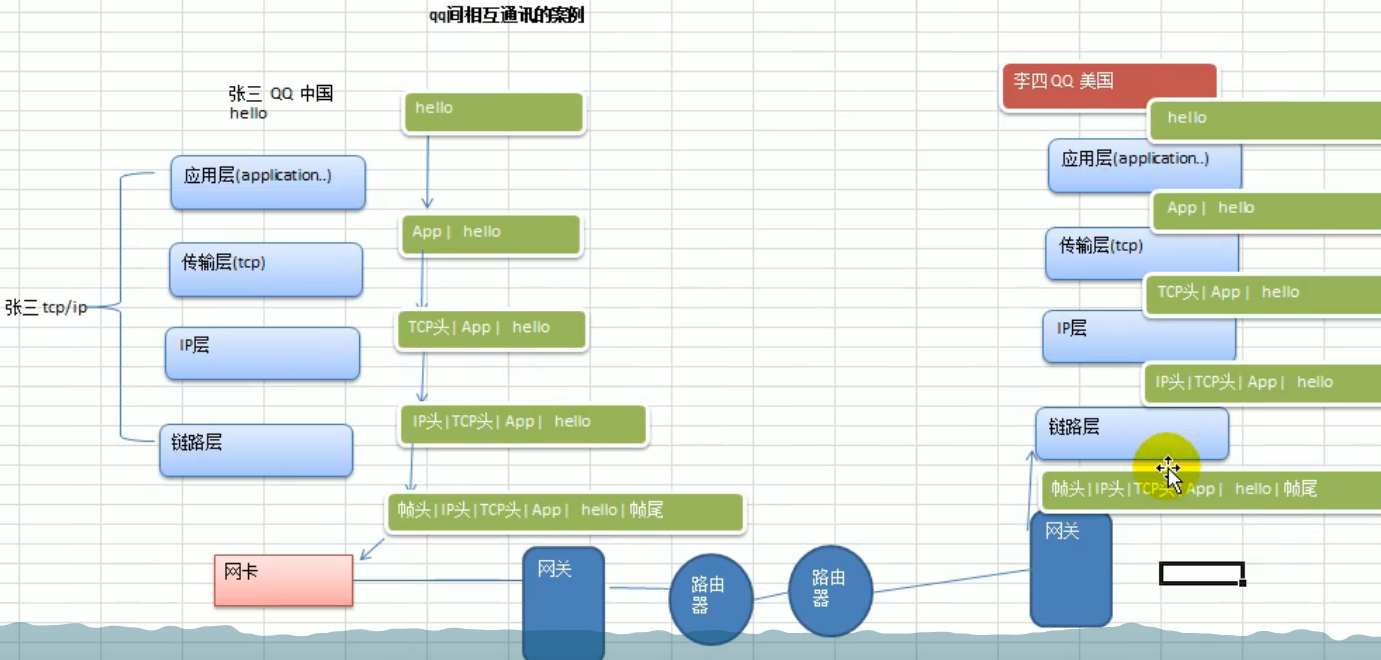 qq间相互通讯的案例
张三 QQ 中国
hello
hello
应用层(application..)
App | hello
传输层(tcp)
张三 tcp/ip
TCP头| App | hello
IP层
IP头|TCP头| App | hello
链路层
帧头|IP头|TCP头| App | hello | 帧尾
网卡
网关
路由
器
路由
器
李四 QQ 美国
hello
应用层(application..)
App | hello
传输层(tcp)
TCP头| App | hello
IP层
IP头|TCP头| App | hello
链路层
帧头|IP头|TCP头| App | hello | 帧尾
网关